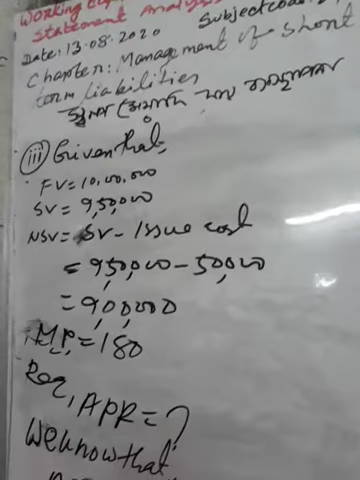 Working Cap
Statement Analysis
Subject code:
Date: 13.08.2020
Chapter: Management of short
term liabilities
(iii) Given that,
FV = 10,00,000
SV = 9,50,000
NSV = SV - Issue cost
= 9,50,000 - 50,000
= 9,00,000
MP = 180
Req, APR = ?
We know that